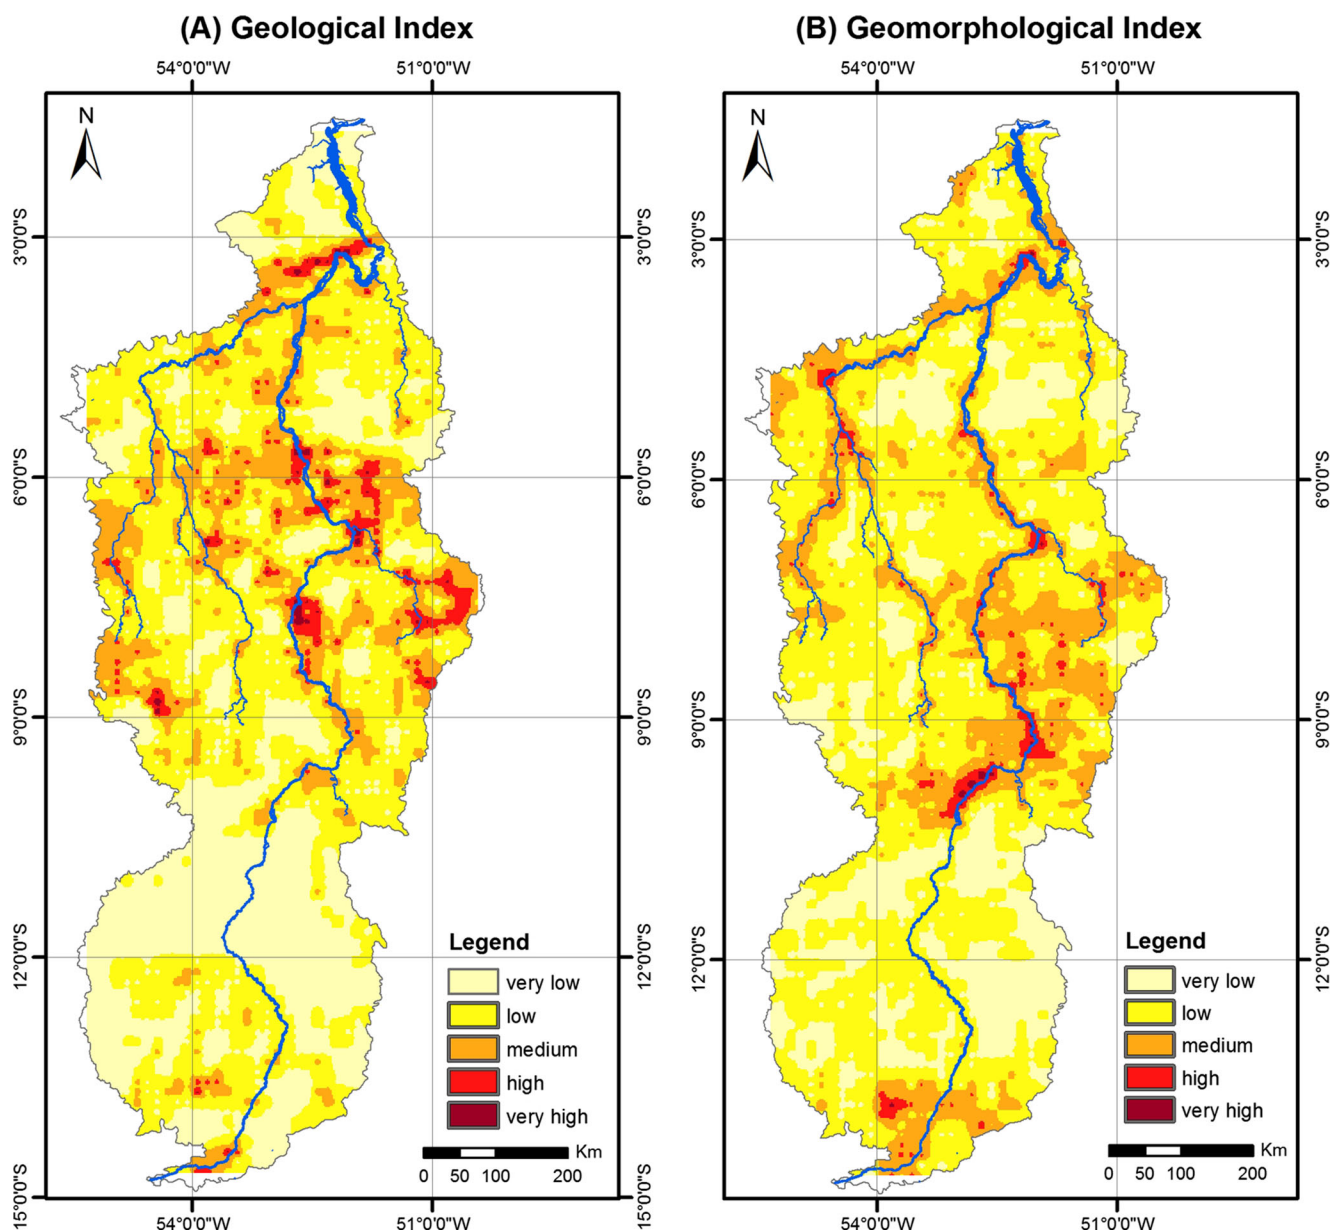 (A) Geological Index
(B) Geomorphological Index
54°0'0"W
51°0'0"W
54°0'0"W
51°0'0"W
N
N
3°0'0"S
3°0'0"S
3°0'0"S
3°0'0"S
6°0'0"S
6°0'0"S
6°0'0"S
6°0'0"S
9°0'0"S
9°0'0"S
9°0'0"S
9°0'0"S
12°0'0"S
12°0'0"S
12°0'0"S
12°0'0"S
15°0'0"S
15°0'0"S
Legend
very low
low
medium
high
very high
0 50 100 200 Km
Legend
very low
low
medium
high
very high
0 50 100 200 Km
54°0'0"W
51°0'0"W
54°0'0"W
51°0'0"W